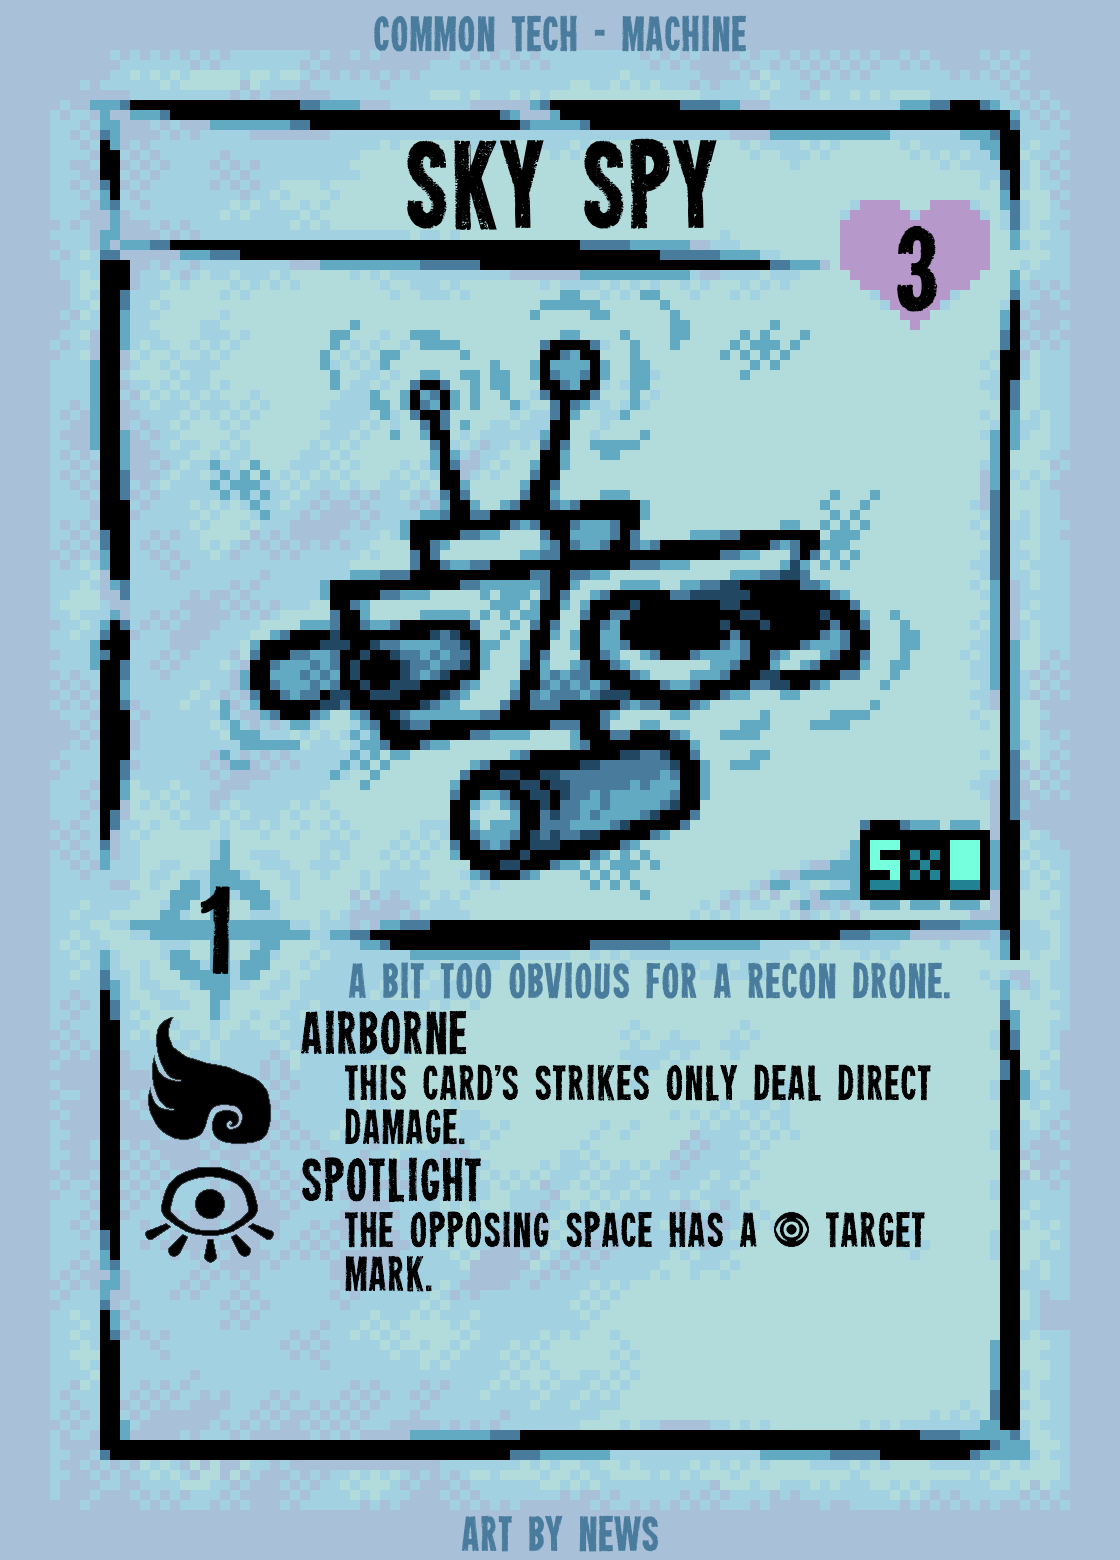 COMMON TECH - MACHINE
SKY SPY
3
5x
1
A BIT TOO OBVIOUS FOR A RECON DRONE.
AIRBORNE
THIS CARD'S STRIKES ONLY DEAL DIRECT
DAMAGE.
SPOTLIGHT
THE OPPOSING SPACE HAS A TARGET
MARK.
ART BY NEWS